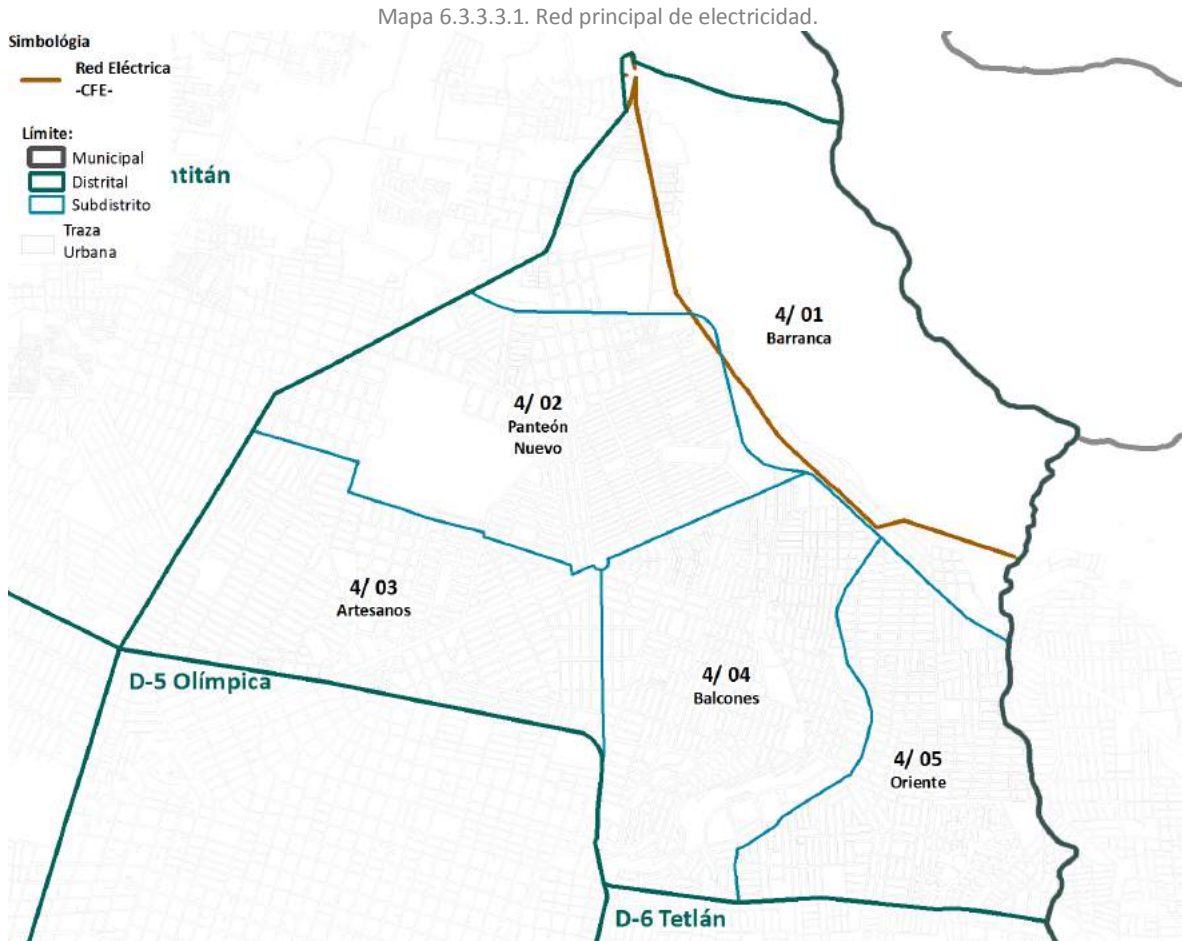 Mapa 6.3.3.3.1. Red principal de electricidad.
Simbológia
Red Eléctrica
-CFE-
Límite:
Municipal
Distrital
Subdistrito
Traza
Urbana
ntitán
4/ 01
Barranca
4/ 02
Panteón
Nuevo
4/ 03
Artesanos
4/ 04
Balcones
4/ 05
Oriente
D-5 Olímpica
D-6 Tetlán